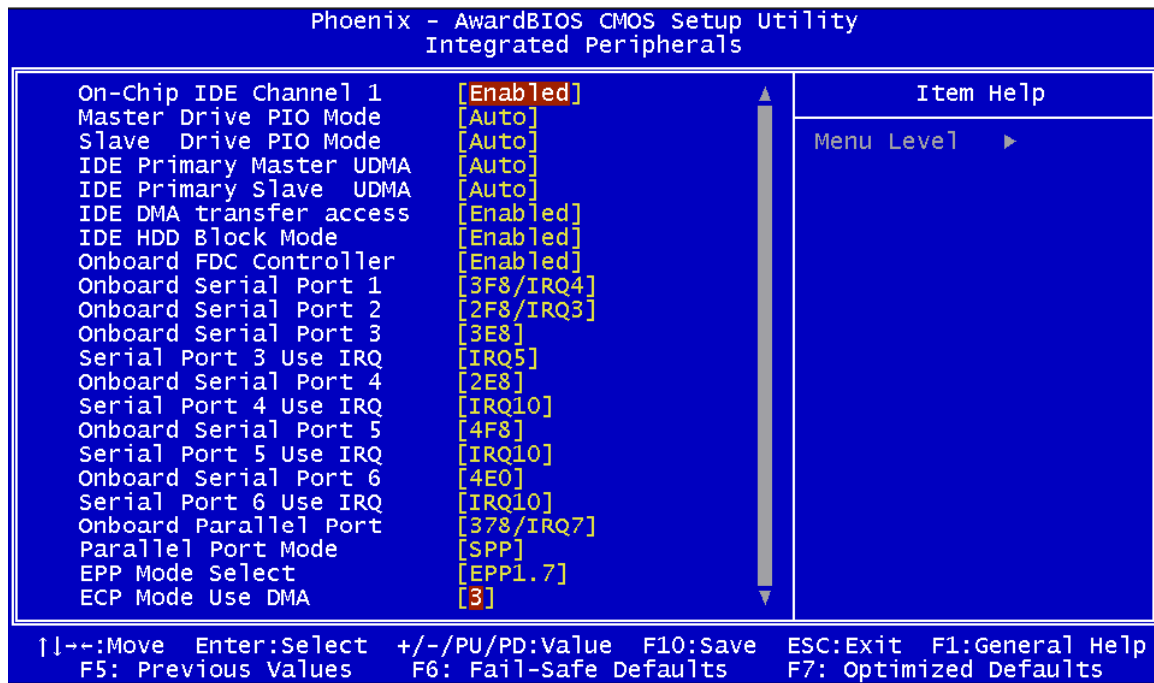 Phoenix - AwardBIOS CMOS Setup Utility
Integrated Peripherals
On-Chip IDE Channel 1 [Enabled]
Master Drive PIO Mode [Auto]
Slave Drive PIO Mode [Auto]
IDE Primary Master UDMA [Auto]
IDE Primary Slave UDMA [Auto]
IDE DMA transfer access [Enabled]
IDE HDD Block Mode [Enabled]
Onboard FDC Controller [Enabled]
Onboard Serial Port 1 [3F8/IRQ4]
Onboard Serial Port 2 [2F8/IRQ3]
Onboard Serial Port 3 [3E8]
Serial Port 3 Use IRQ [IRQ5]
Onboard Serial Port 4 [2E8]
Serial Port 4 Use IRQ [IRQ10]
Onboard Serial Port 5 [4F8]
Serial Port 5 Use IRQ [IRQ10]
Onboard Serial Port 6 [4E0]
Serial Port 6 Use IRQ [IRQ10]
Onboard Parallel Port [378/IRQ7]
Parallel Port Mode [SPP]
EPP Mode Select [EPP1.7]
ECP Mode Use DMA [3]
Item Help
Menu Level ▶
↑↓→←:Move Enter:Select +/-/PU/PD:Value F10:Save ESC:Exit F1:General Help
F5: Previous Values F6: Fail-Safe Defaults F7: Optimized Defaults